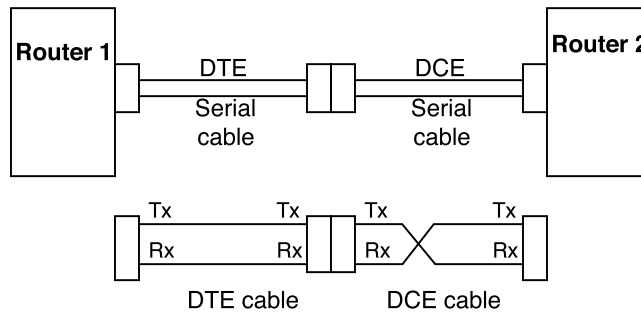 Router 1
Router 2
DTE
DCE
Serial
cable
Serial
cable
Tx
Tx
Tx
Tx
Rx
Rx
Rx
Rx
DTE cable
DCE cable